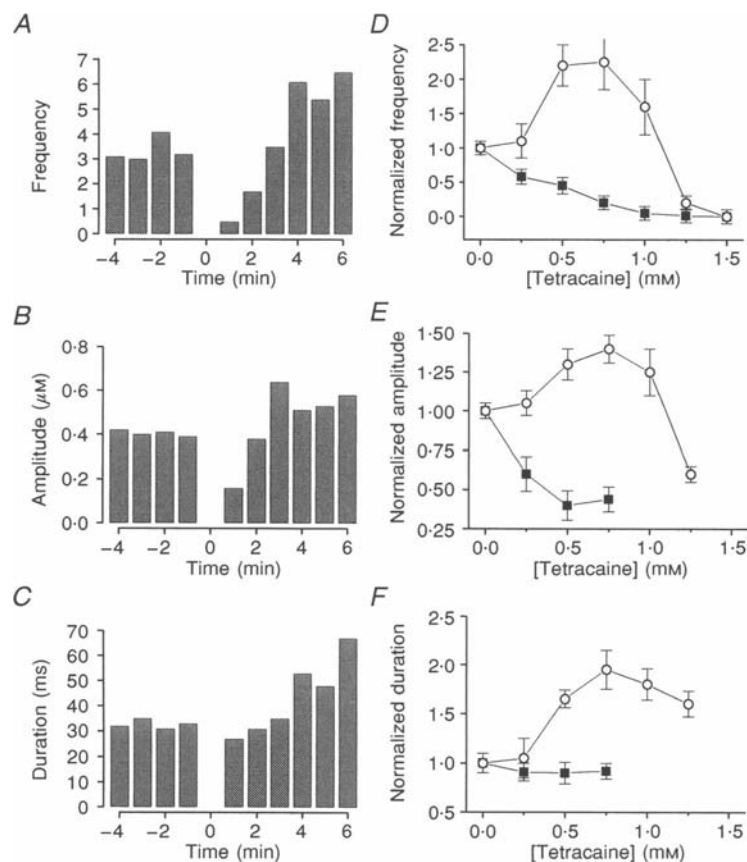 A
Frequency
7
6
5
4
3
2
1
0
−4 −2 0 2 4 6
Time (min)
B
Amplitude (μM)
0·8
0·6
0·4
0·2
0·0
−4 −2 0 2 4 6
Time (min)
C
Duration (ms)
70
60
50
40
30
20
10
0
−4 −2 0 2 4 6
Time (min)
D
Normalized frequency
2·5
2·0
1·5
1·0
0·5
0·0
0·0 0·5 1·0 1·5
[Tetracaine] (mM)
E
Normalized amplitude
1·50
1·25
1·00
0·75
0·50
0·25
0·0 0·5 1·0 1·5
[Tetracaine] (mM)
F
Normalized duration
2·5
2·0
1·5
1·0
0·5
0·0 0·5 1·0 1·5
[Tetracaine] (mM)